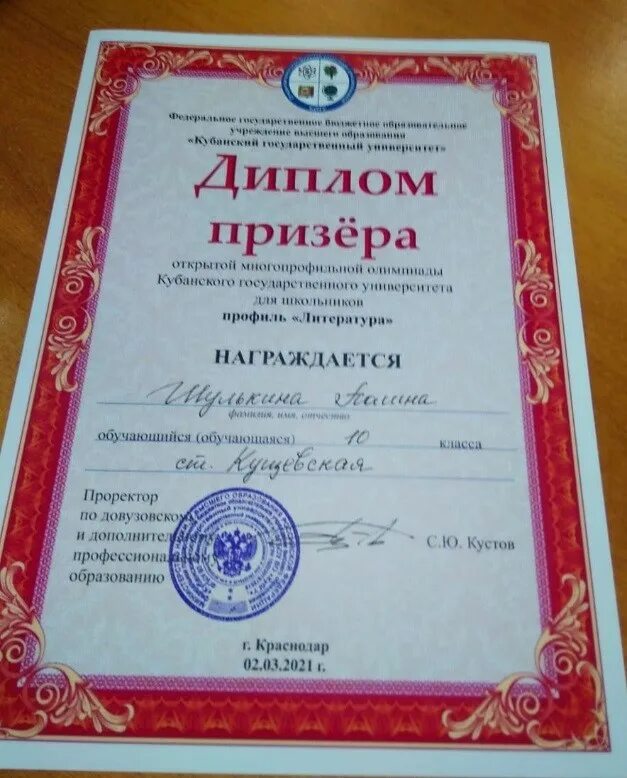 Федеральное государственное бюджетное образовательное
учреждение высшего образования
«Кубанский государственный университет»
Диплом
призёра
открытой многопрофильной олимпиады
Кубанского государственного университета
для школьников
профиль «Литература»
НАГРАЖДАЕТСЯ
Шулькина
фамилия, имя, отчество
обучающийся (обучающаяся) 10 класса
ст. Кущевская
Проректор
по довузовскому
и дополнительному
профессиональному
образованию
С.Ю. Кустов
г. Краснодар
02.03.2021 г.